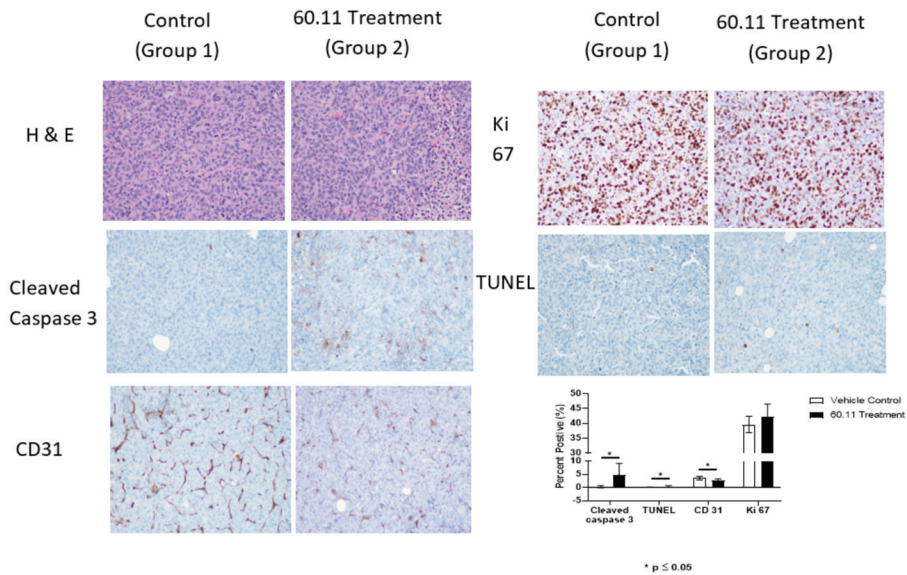 Control
(Group 1)
60.11 Treatment
(Group 2)
H & E
Cleaved
Caspase 3
CD31
Control
(Group 1)
60.11 Treatment
(Group 2)
Ki
67
TUNEL
Percent Postive (%)
50
45
40
35
30
10
5
0
-5
Cleaved
caspase 3
TUNEL
CD 31
Ki 67
*
*
*
Vehicle Control
60.11 Treatment
* p ≤ 0.05